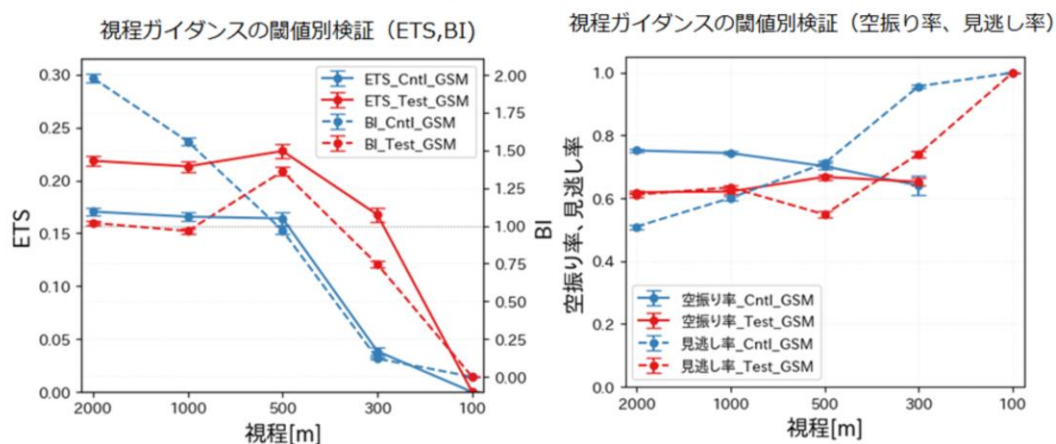 視程ガイダンスの閾値別検証（ETS,BI)
0.30
0.25
0.20
0.15
0.10
0.05
0.00
ETS
2.00
1.75
1.50
1.25
1.00
0.75
0.50
0.25
0.00
BI
ETS_Cntl_GSM
ETS_Test_GSM
BI_Cntl_GSM
BI_Test_GSM
2000
1000
500
300
100
視程[m]
視程ガイダンスの閾値別検証（空振り率、見逃し率）
1.0
0.8
0.6
0.4
0.2
0.0
空振り率、見逃し率
空振り率_Cntl_GSM
空振り率_Test_GSM
見逃し率_Cntl_GSM
見逃し率_Test_GSM
2000
1000
500
300
100
視程[m]